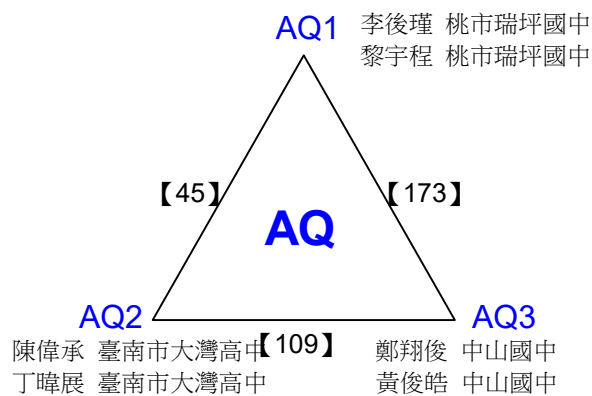 AQ1
李後瑾 桃市瑞坪國中
黎宇程 桃市瑞坪國中
【45】
【173】
AQ
AQ2
AQ3
陳偉承 臺南市大灣高中
【109】
鄭翔俊 中山國中
丁暐展 臺南市大灣高中
黃俊皓 中山國中